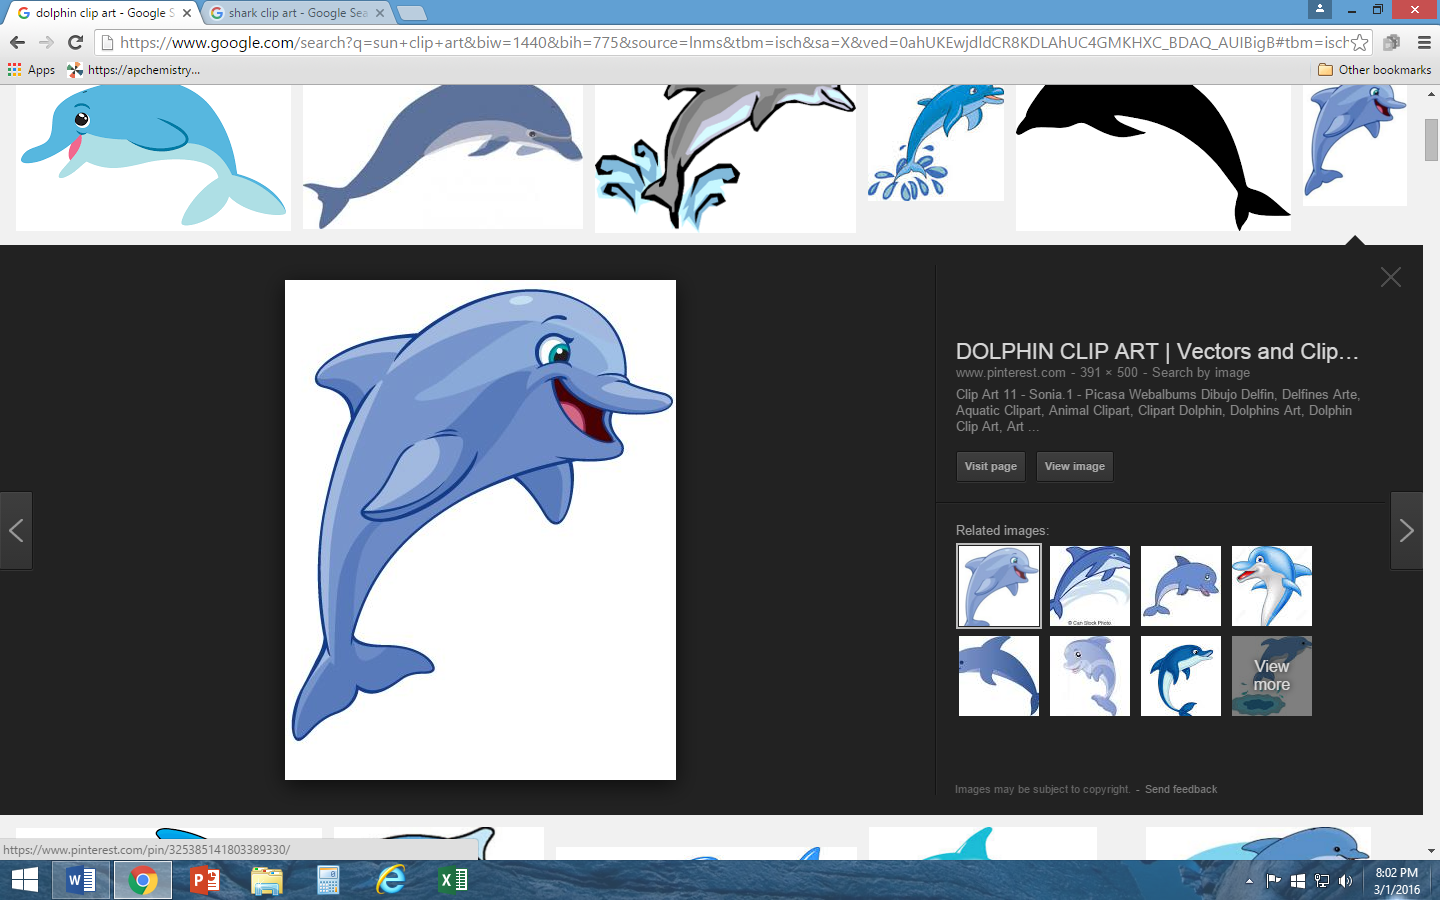 dolphin clip art - Google S
shark clip art - Google Sea
https://www.google.com/search?q=sun+clip+art&biw=1440&bih=775&source=lnms&tbm=isch&sa=X&ved=0ahUKEwjdldCR8KDLAhUC4GMKHXC_BDAQ_AUIBigB#tbm=isch
Apps
https://apchemistry...
Other bookmarks
DOLPHIN CLIP ART | Vectors and Clip...
www.pinterest.com - 391 × 500 - Search by image
Clip Art 11 - Sonia.1 - Picasa Webalbums Dibujo Delfin, Delfines Arte,
Aquatic Clipart, Animal Clipart, Clipart Dolphin, Dolphins Art, Dolphin
Clip Art, Art ...
Visit page
View image
Related images:
© Can Stock Photo
View
more
Images may be subject to copyright. - Send feedback
https://www.pinterest.com/pin/325385141803389330/
8:02 PM
3/1/2016